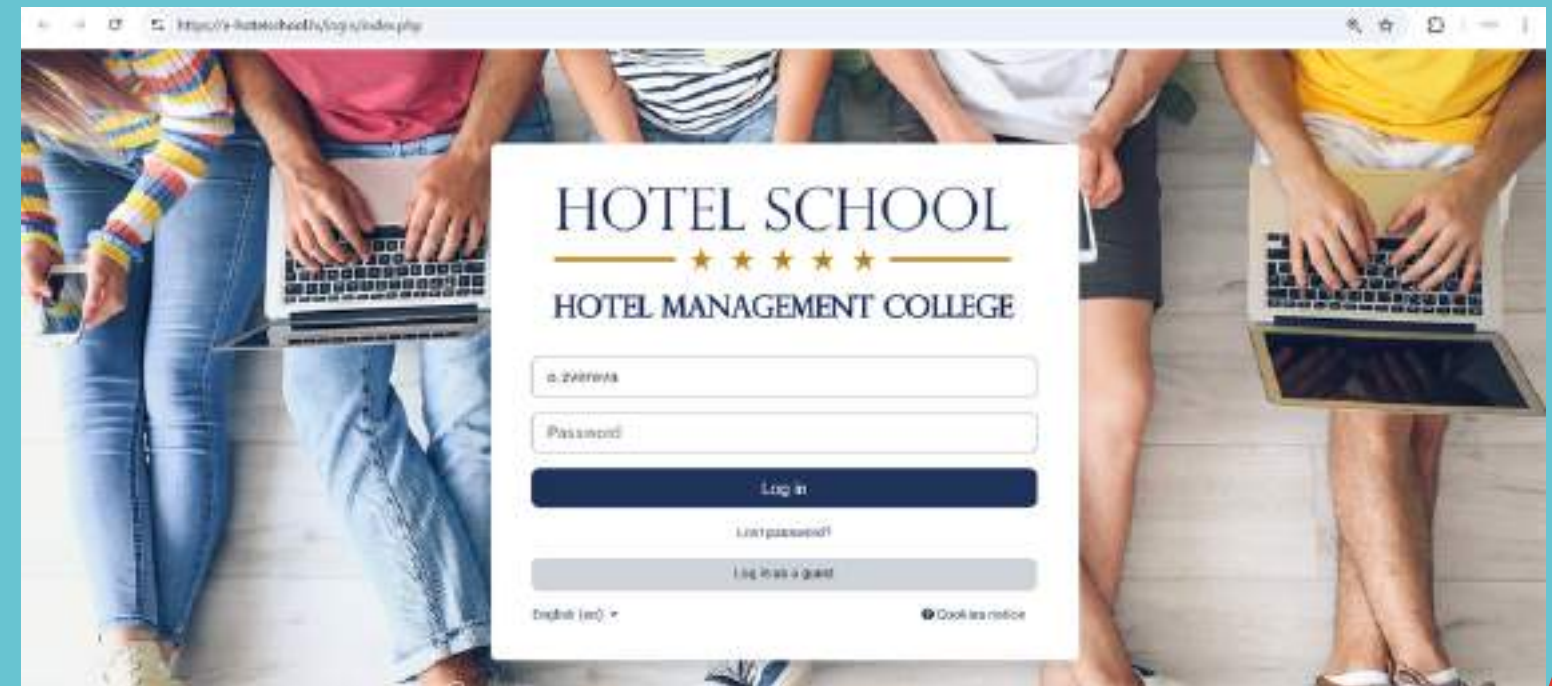 HOTEL SCHOOL
HOTEL MANAGEMENT COLLEGE
Password
Log in
Lost password?
Log in as a guest
English (en)
Cookies notice